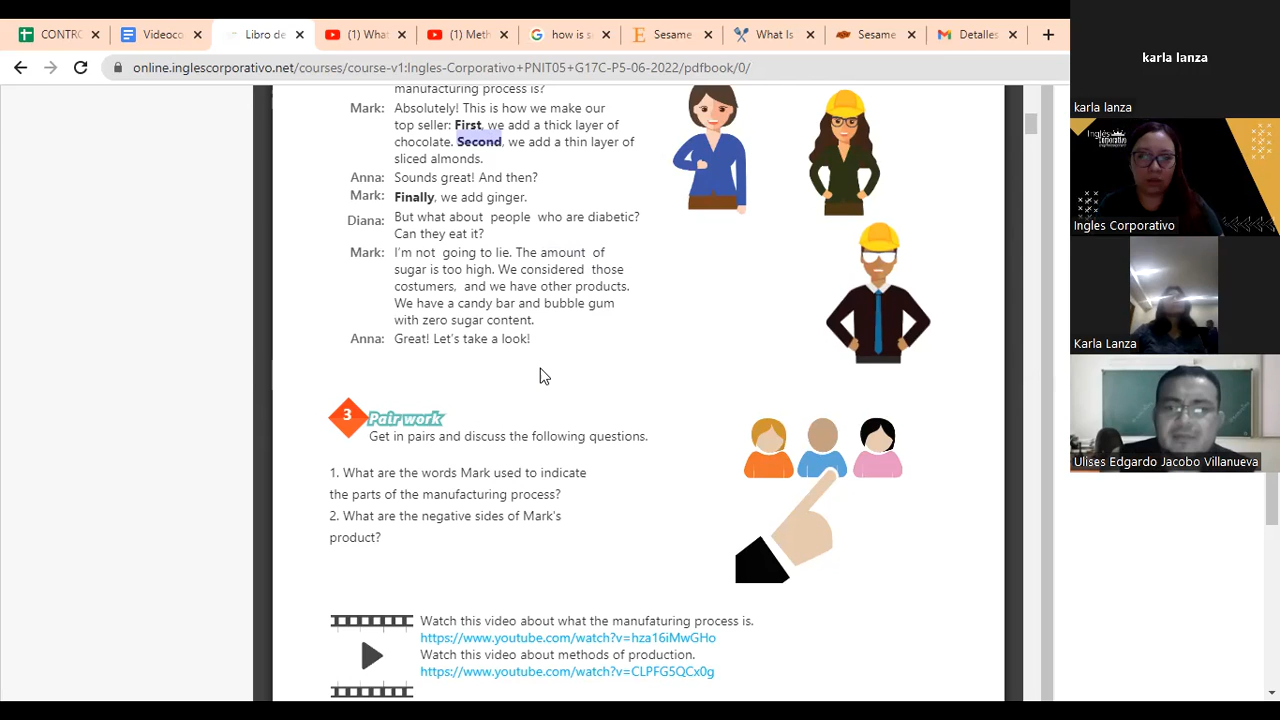 CONTRO
Videoco
Libro de
(1) What
(1) Meth
how is s
Sesame
What Is
Sesame
Detalles
online.inglescorporativo.net/courses/course-v1:Ingles-Corporativo+PNIT05+G17C-P5-06-2022/pdfbook/0/
manufacturing process is?
Mark: Absolutely! This is how we make our
top seller: First, we add a thick layer of
chocolate. Second, we add a thin layer of
sliced almonds.
Anna: Sounds great! And then?
Mark: Finally, we add ginger.
Diana: But what about people who are diabetic?
Can they eat it?
Mark: I'm not going to lie. The amount of
sugar is too high. We considered those
costumers, and we have other products.
We have a candy bar and bubble gum
with zero sugar content.
Anna: Great! Let's take a look!
3 Pair work
Get in pairs and discuss the following questions.
1. What are the words Mark used to indicate
the parts of the manufacturing process?
2. What are the negative sides of Mark's
product?
Watch this video about what the manufaturing process is.
https://www.youtube.com/watch?v=hza16iMwGHo
Watch this video about methods of production.
https://www.youtube.com/watch?v=CLPFG5QCx0g
karla lanza
karla lanza
Inglés
Corporativo
Ingles Corporativo
Karla Lanza
Ulises Edgardo Jacobo Villanueva